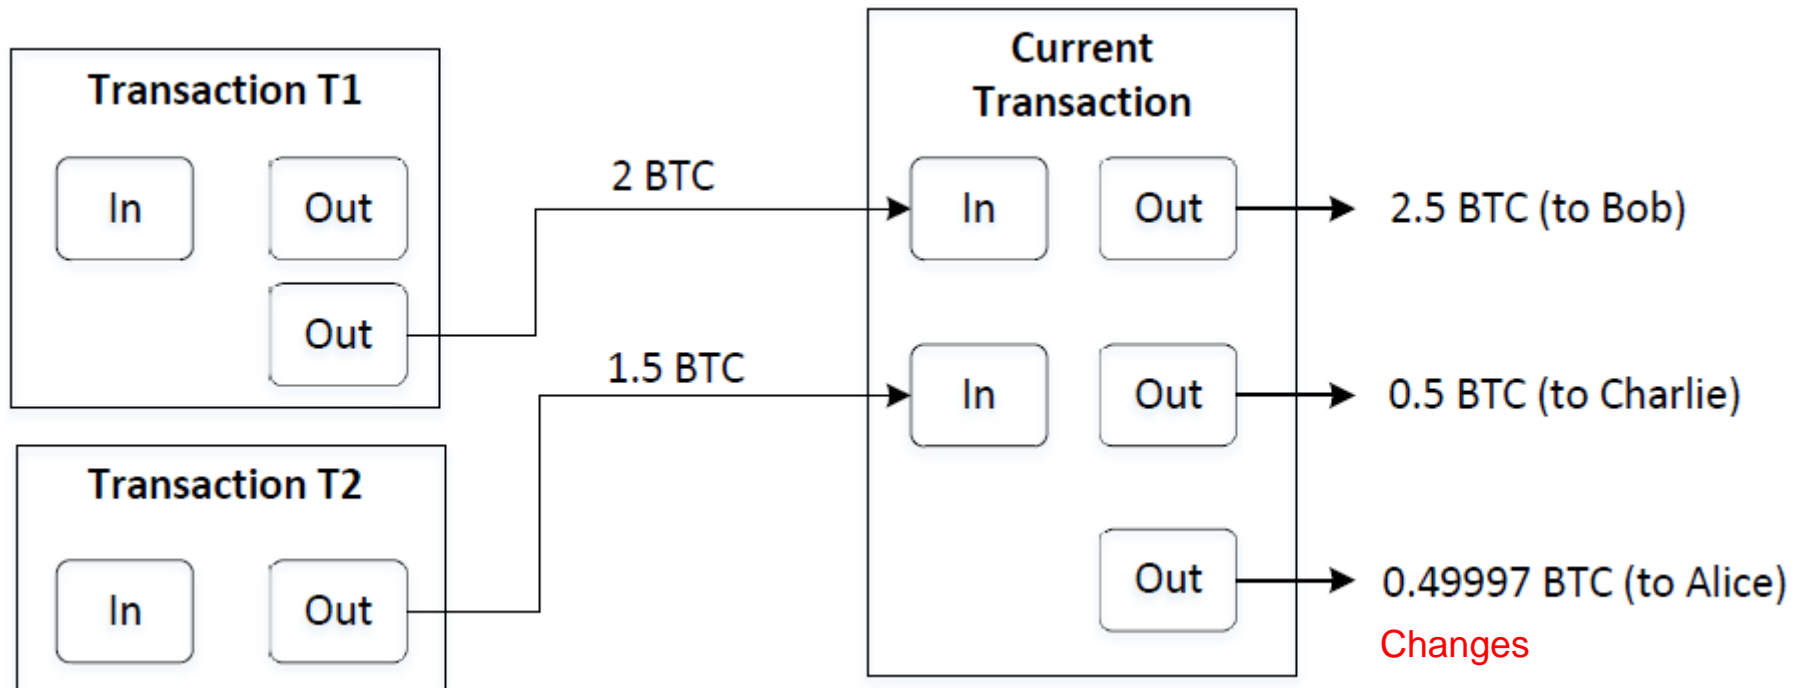 Transaction T1
In
Out
Out
Transaction T2
In
Out
2 BTC
1.5 BTC
Current
Transaction
In
Out
In
Out
Out
2.5 BTC (to Bob)
0.5 BTC (to Charlie)
0.49997 BTC (to Alice)
Changes